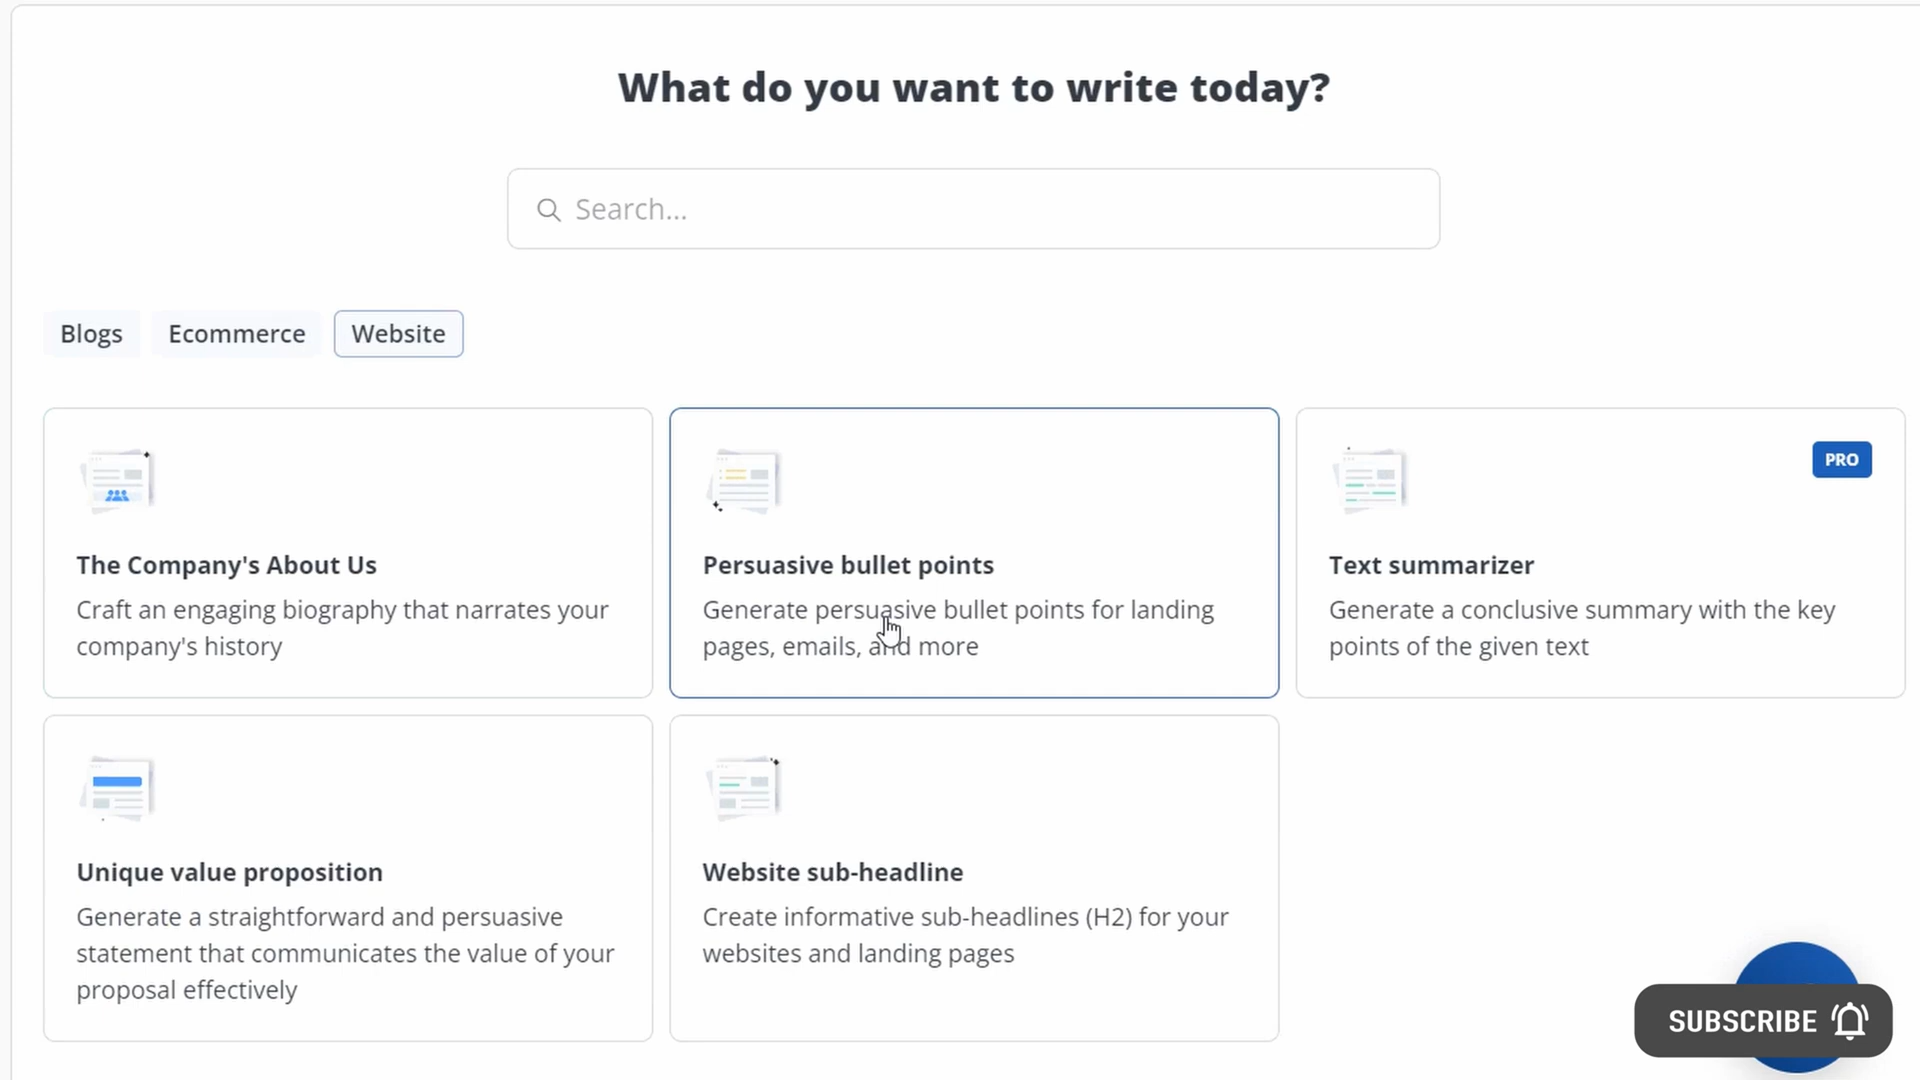 What do you want to write today?
Search...
Blogs
Ecommerce
Website
The Company's About Us
Craft an engaging biography that narrates your
company's history
Persuasive bullet points
Generate persuasive bullet points for landing
pages, emails, and more
PRO
Text summarizer
Generate a conclusive summary with the key
points of the given text
Unique value proposition
Generate a straightforward and persuasive
statement that communicates the value of your
proposal effectively
Website sub-headline
Create informative sub-headlines (H2) for your
websites and landing pages
SUBSCRIBE